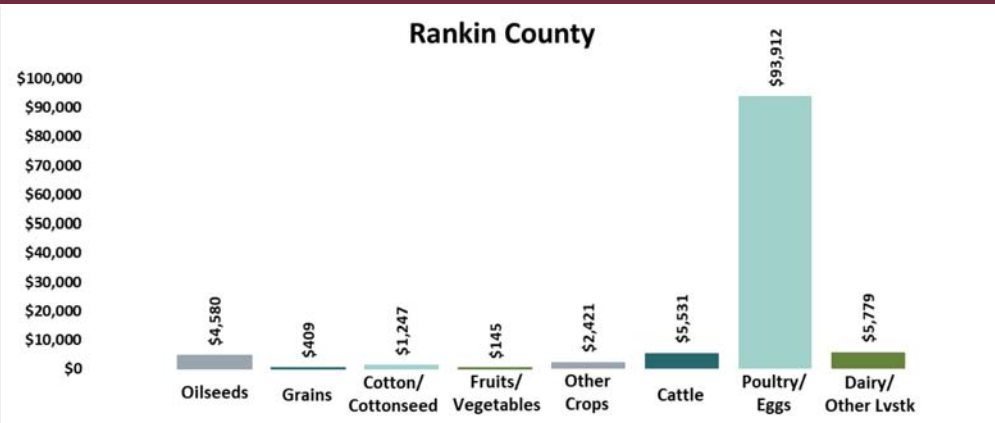 Rankin County
$100,000
$90,000
$80,000
$70,000
$60,000
$50,000
$40,000
$30,000
$20,000
$10,000
$0
$4,580
$409
$1,247
$145
$2,421
$5,531
$93,912
$5,779
Oilseeds
Grains
Cotton/
Cottonseed
Fruits/
Vegetables
Other
Crops
Cattle
Poultry/
Eggs
Dairy/
Other Lvstk